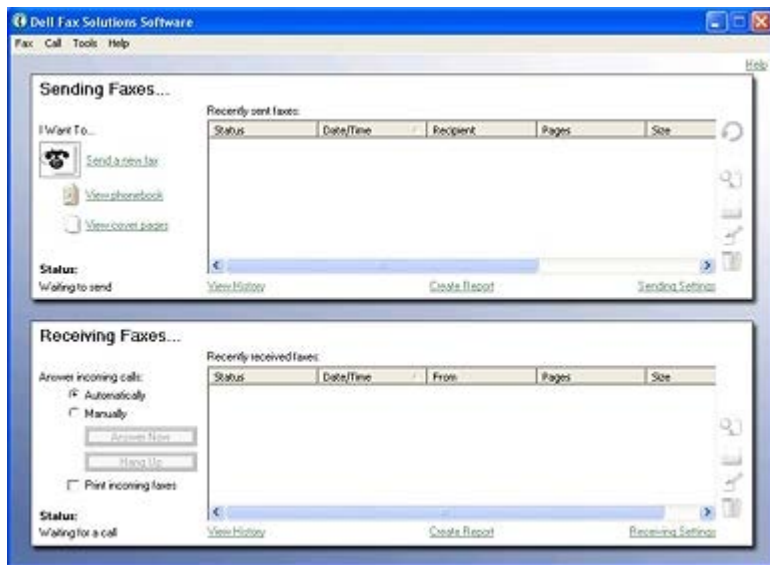 Dell Fax Solutions Software
Fax Call Tools Help
Help
Sending Faxes...
Recently sent faxes:
I Want To...
Status Date/Time Recipient Pages Size
Send a new fax
View phonebook
View cover pages
Status:
Waiting to send
View History Create Report Sending Settings
Receiving Faxes...
Recently received faxes:
Answer incoming calls:
Status Date/Time From Pages Size
Automatically
Manually
Answer Now
Hang Up
Print incoming faxes
Status:
Waiting for a call
View History Create Report Receiving Settings